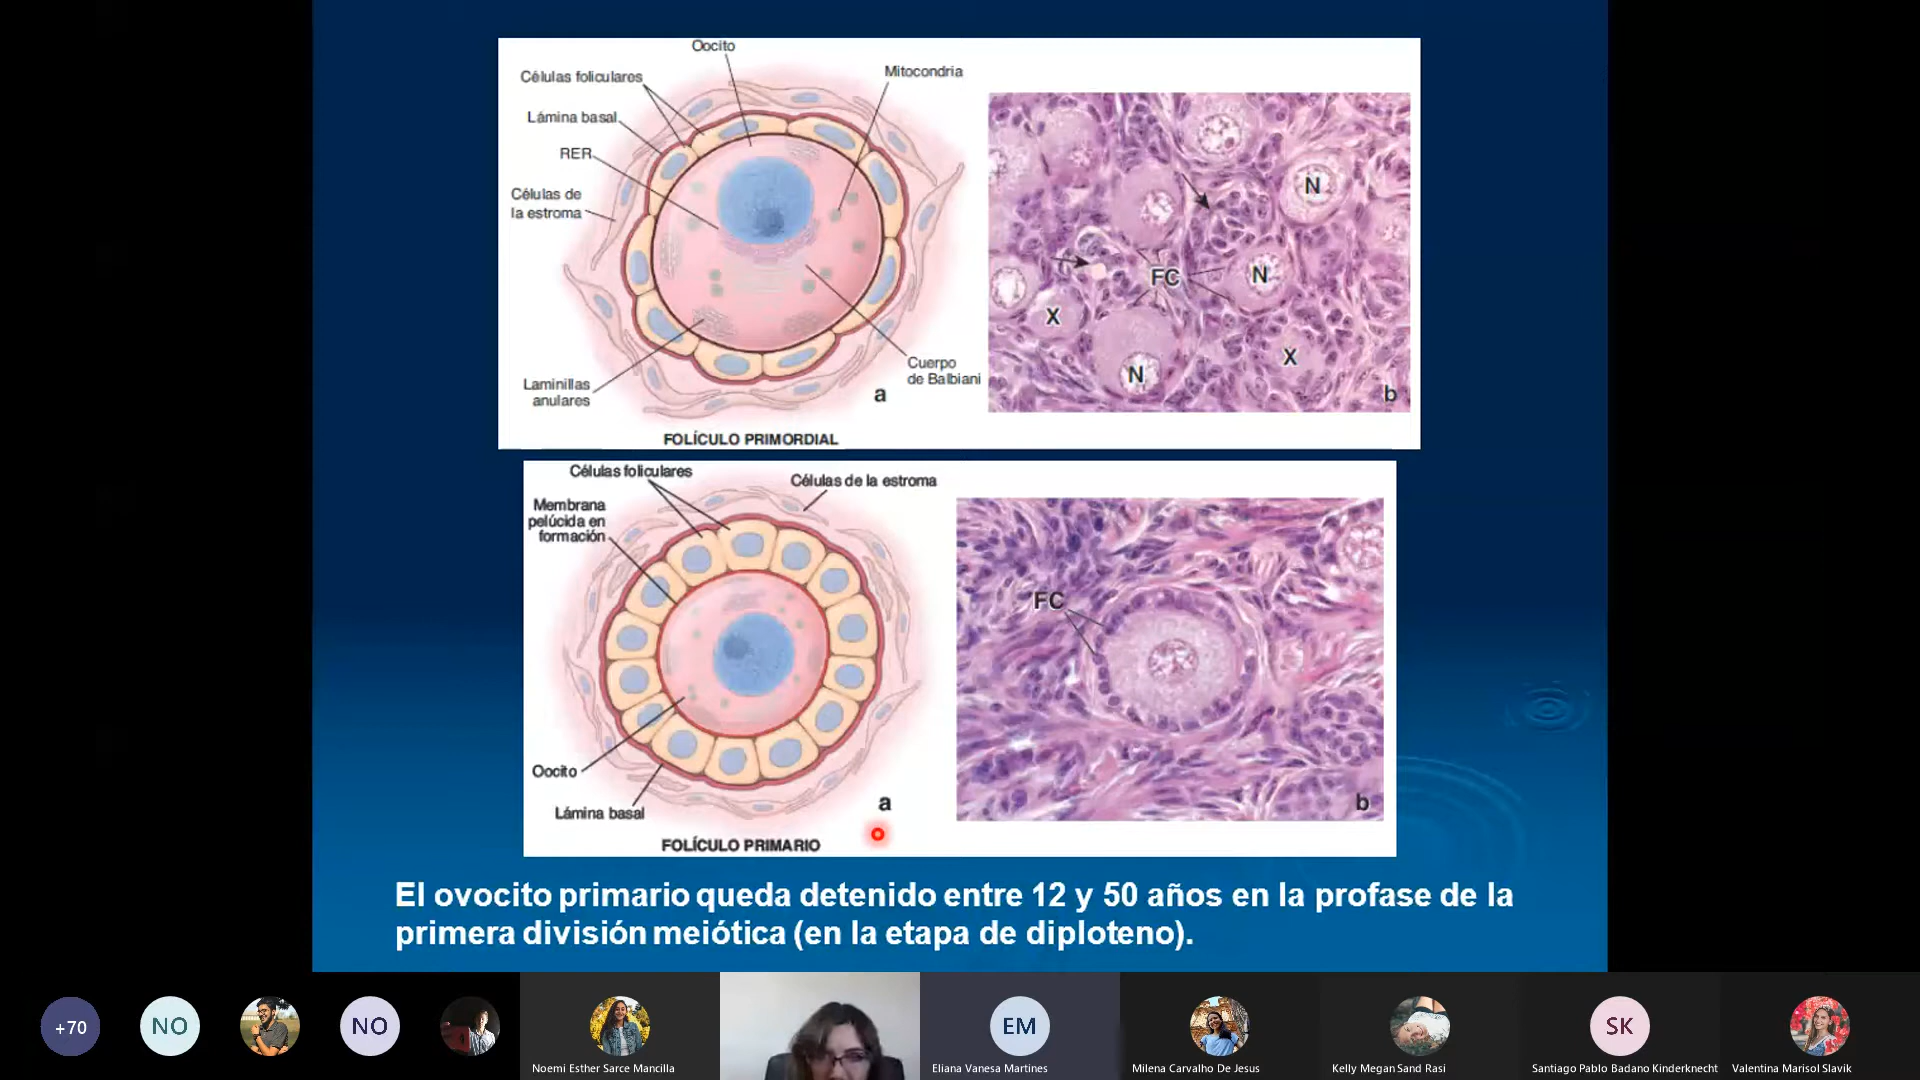 Oocito
Células foliculares
Mitocondria
Lámina basal
RER
Células de
la estroma
Laminillas
anulares
Cuerpo
de Balbiani
a
FOLÍCULO PRIMORDIAL
N
N
FC
X
X
N
b
Células foliculares
Células de la estroma
Membrana
pelúcida en
formación
Oocito
Lámina basal
a
FOLÍCULO PRIMARIO
FC
b
El ovocito primario queda detenido entre 12 y 50 años en la profase de la
primera división meiótica (en la etapa de diploteno).
+70
NO
NO
EM
SK
Noemi Esther Sarce Mancilla
Eliana Vanesa Martines
Milena Carvalho De Jesus
Kelly Megan Sand Rasi
Santiago Pablo Badano Kinderknecht
Valentina Marisol Slavik